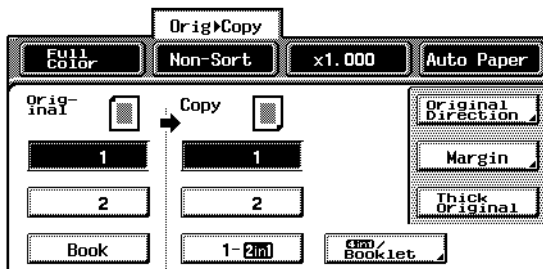 Orig▶Copy
Full Color
Non-Sort
x1.000
Auto Paper
Orig-
inal
Copy
Original
Direction
1
1
Margin
2
2
Thick
Original
Book
1-2in1
4in1/
Booklet